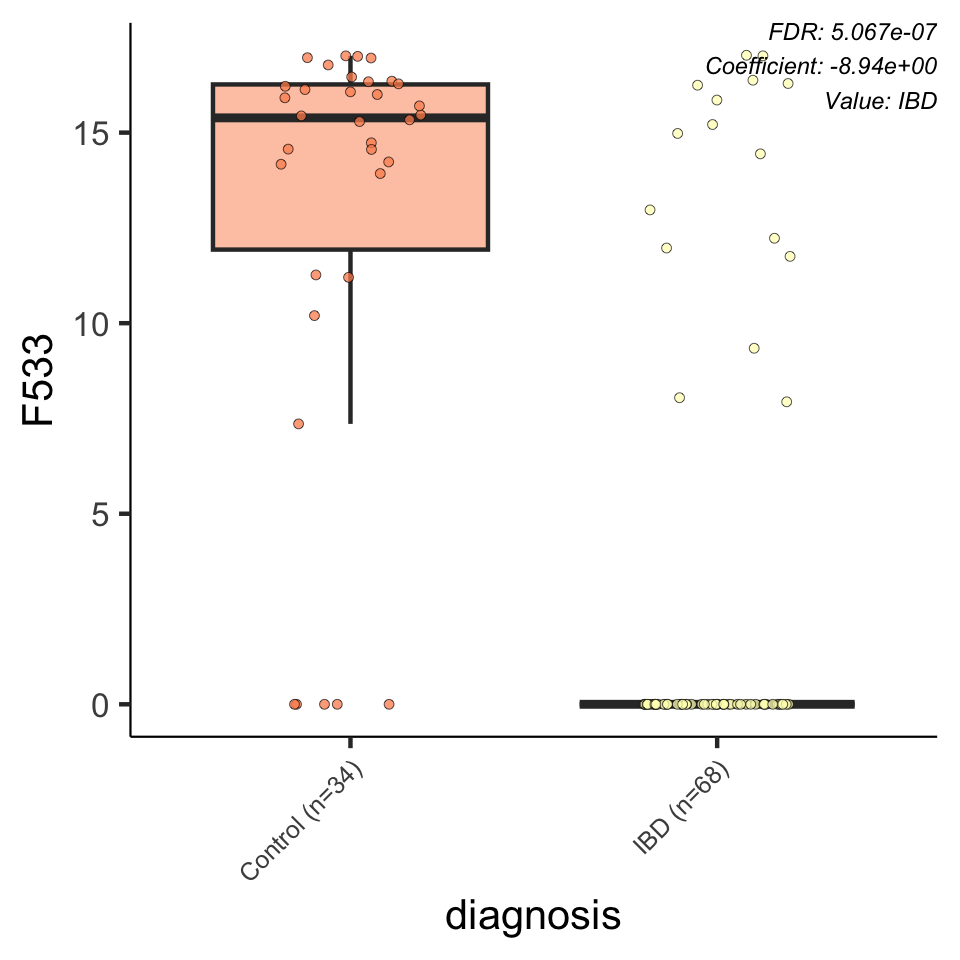 FDR: 5.067e-07
Coefficient: -8.94e+00
Value: IBD
15
10
5
0
F533
Control (n=34)
IBD (n=68)
diagnosis